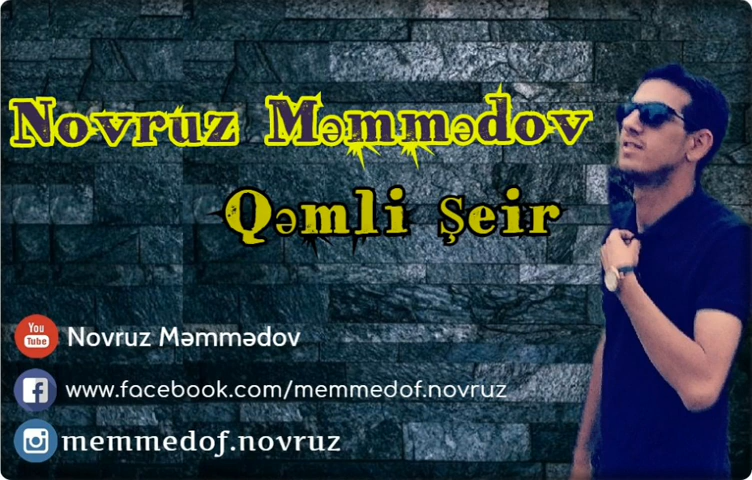 Novruz Məmmədov
Qəmli Şeir
You
Tube
Novruz Məmmədov
www.facebook.com/memmedof.novruz
memmedof.novruz